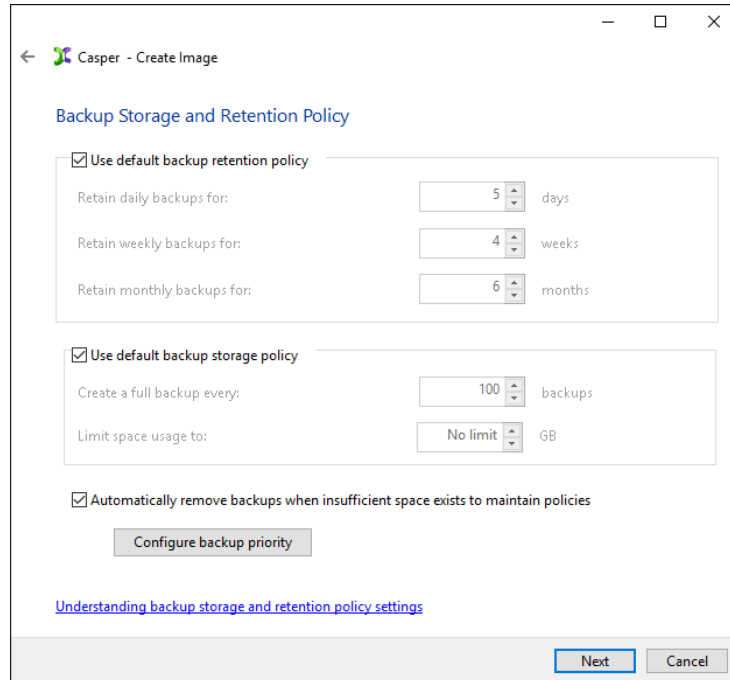 Casper - Create Image
Backup Storage and Retention Policy
Use default backup retention policy
Retain daily backups for: 5 days
Retain weekly backups for: 4 weeks
Retain monthly backups for: 6 months
Use default backup storage policy
Create a full backup every: 100 backups
Limit space usage to: No limit GB
Automatically remove backups when insufficient space exists to maintain policies
Configure backup priority
Understanding backup storage and retention policy settings
Next Cancel